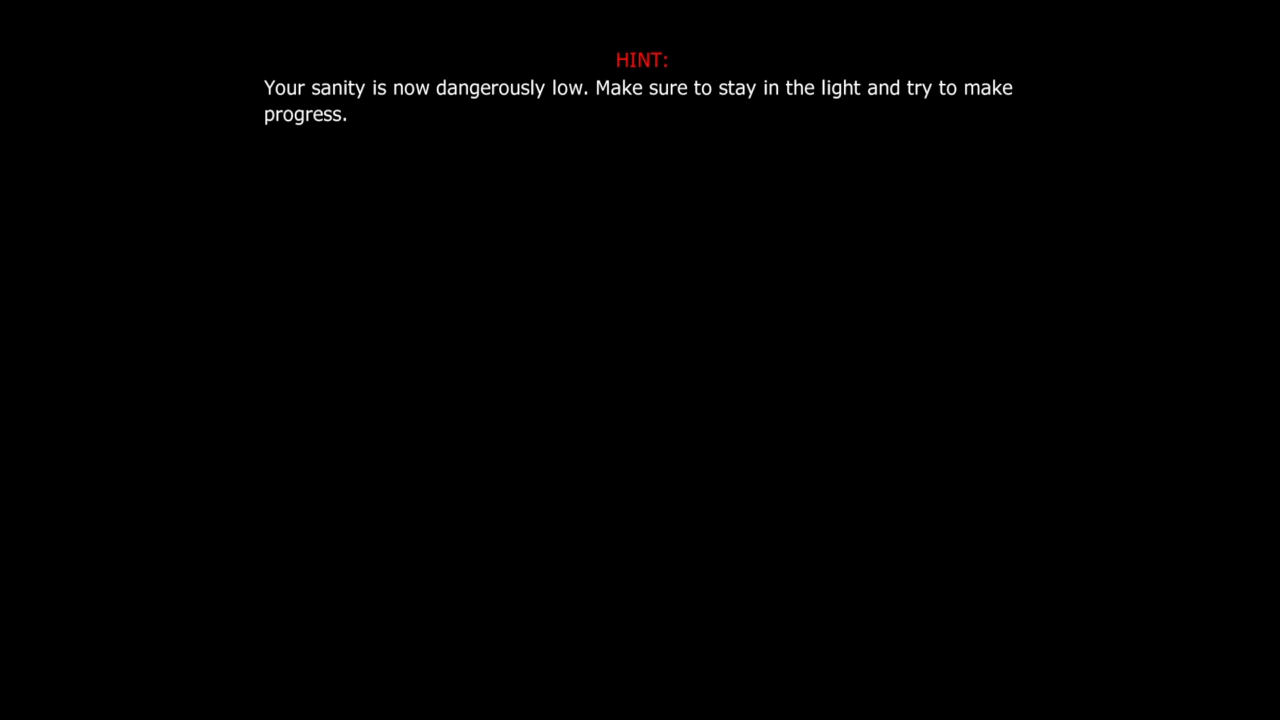 HINT:
Your sanity is now dangerously low. Make sure to stay in the light and try to make
progress.